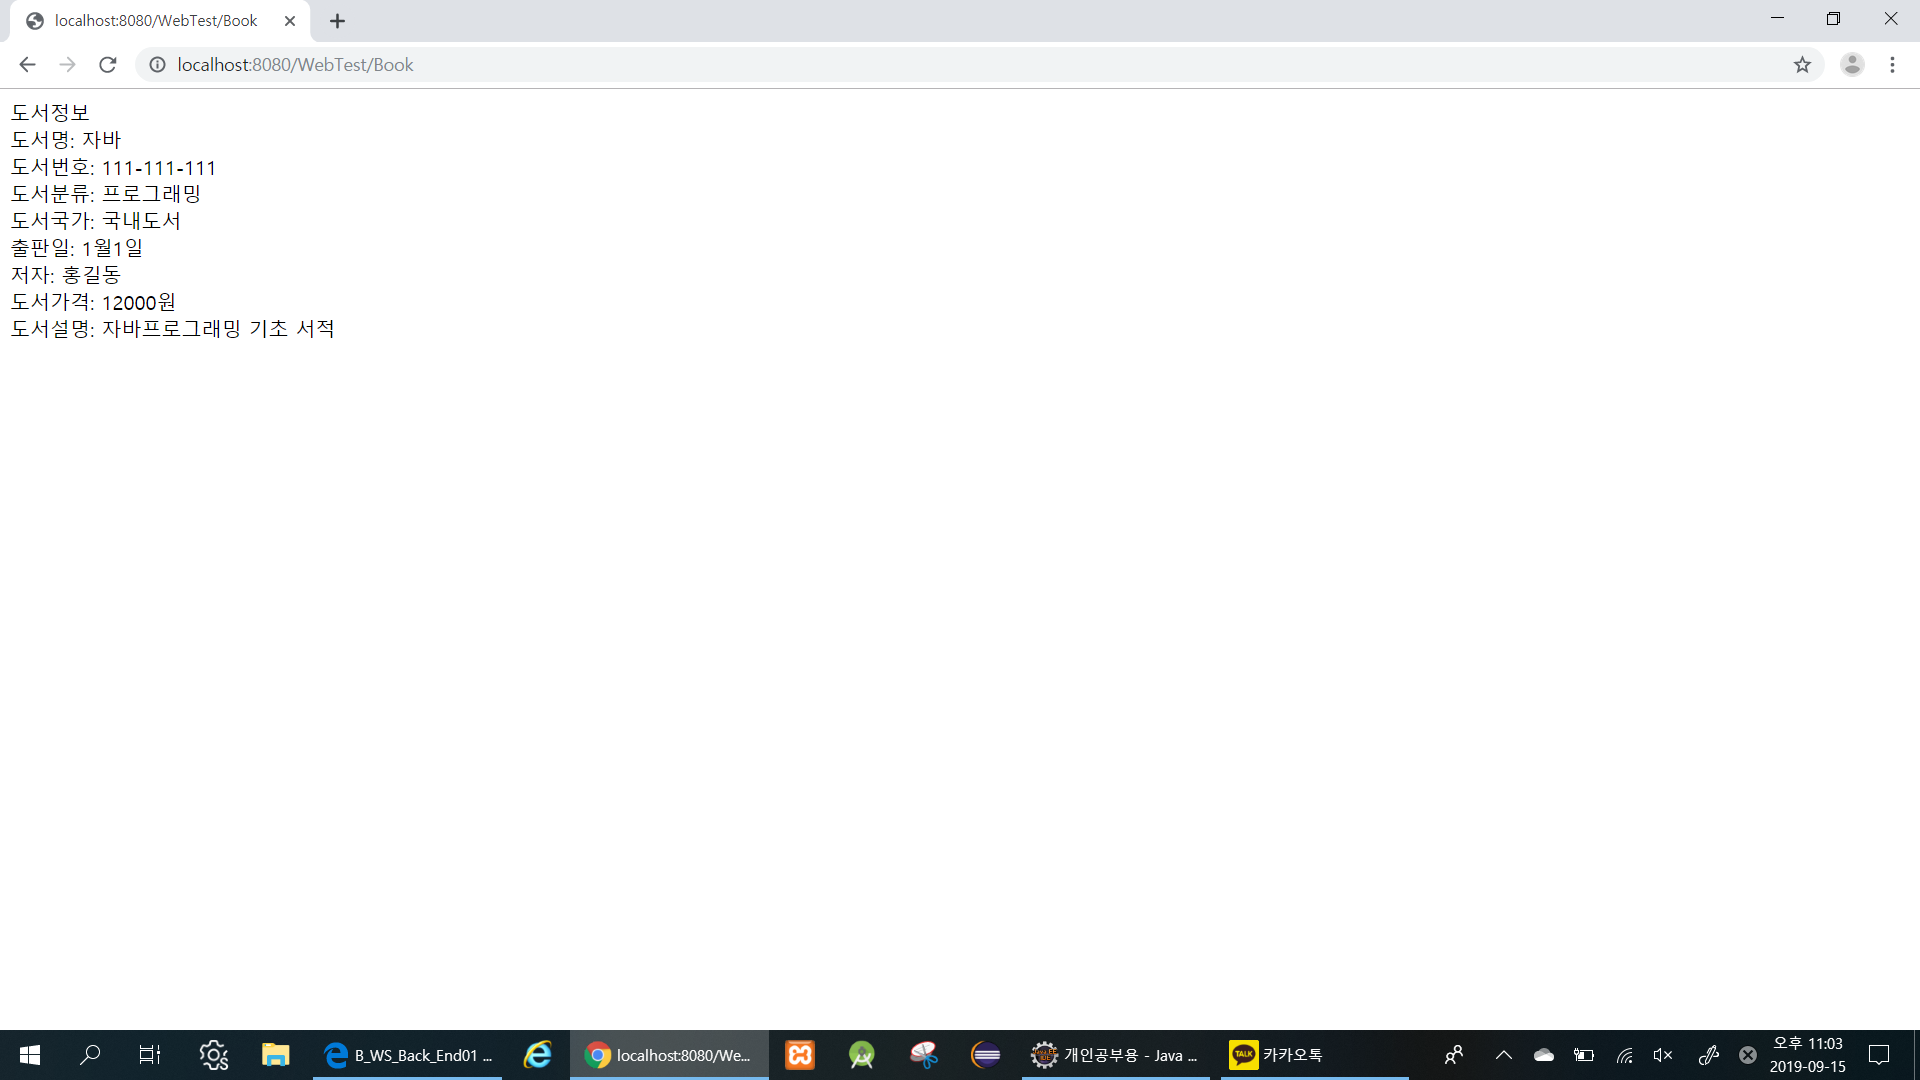 localhost:8080/WebTest/Book
localhost:8080/WebTest/Book
도서정보
도서명: 자바
도서번호: 111-111-111
도서분류: 프로그래밍
도서국가: 국내도서
출판일: 1월1일
저자: 홍길동
도서가격: 12000원
도서설명: 자바프로그래밍 기초 서적
B_WS_Back_End01 ...
localhost:8080/We...
개인공부용 - Java ...
TALK
카카오톡
오후 11:03
2019-09-15